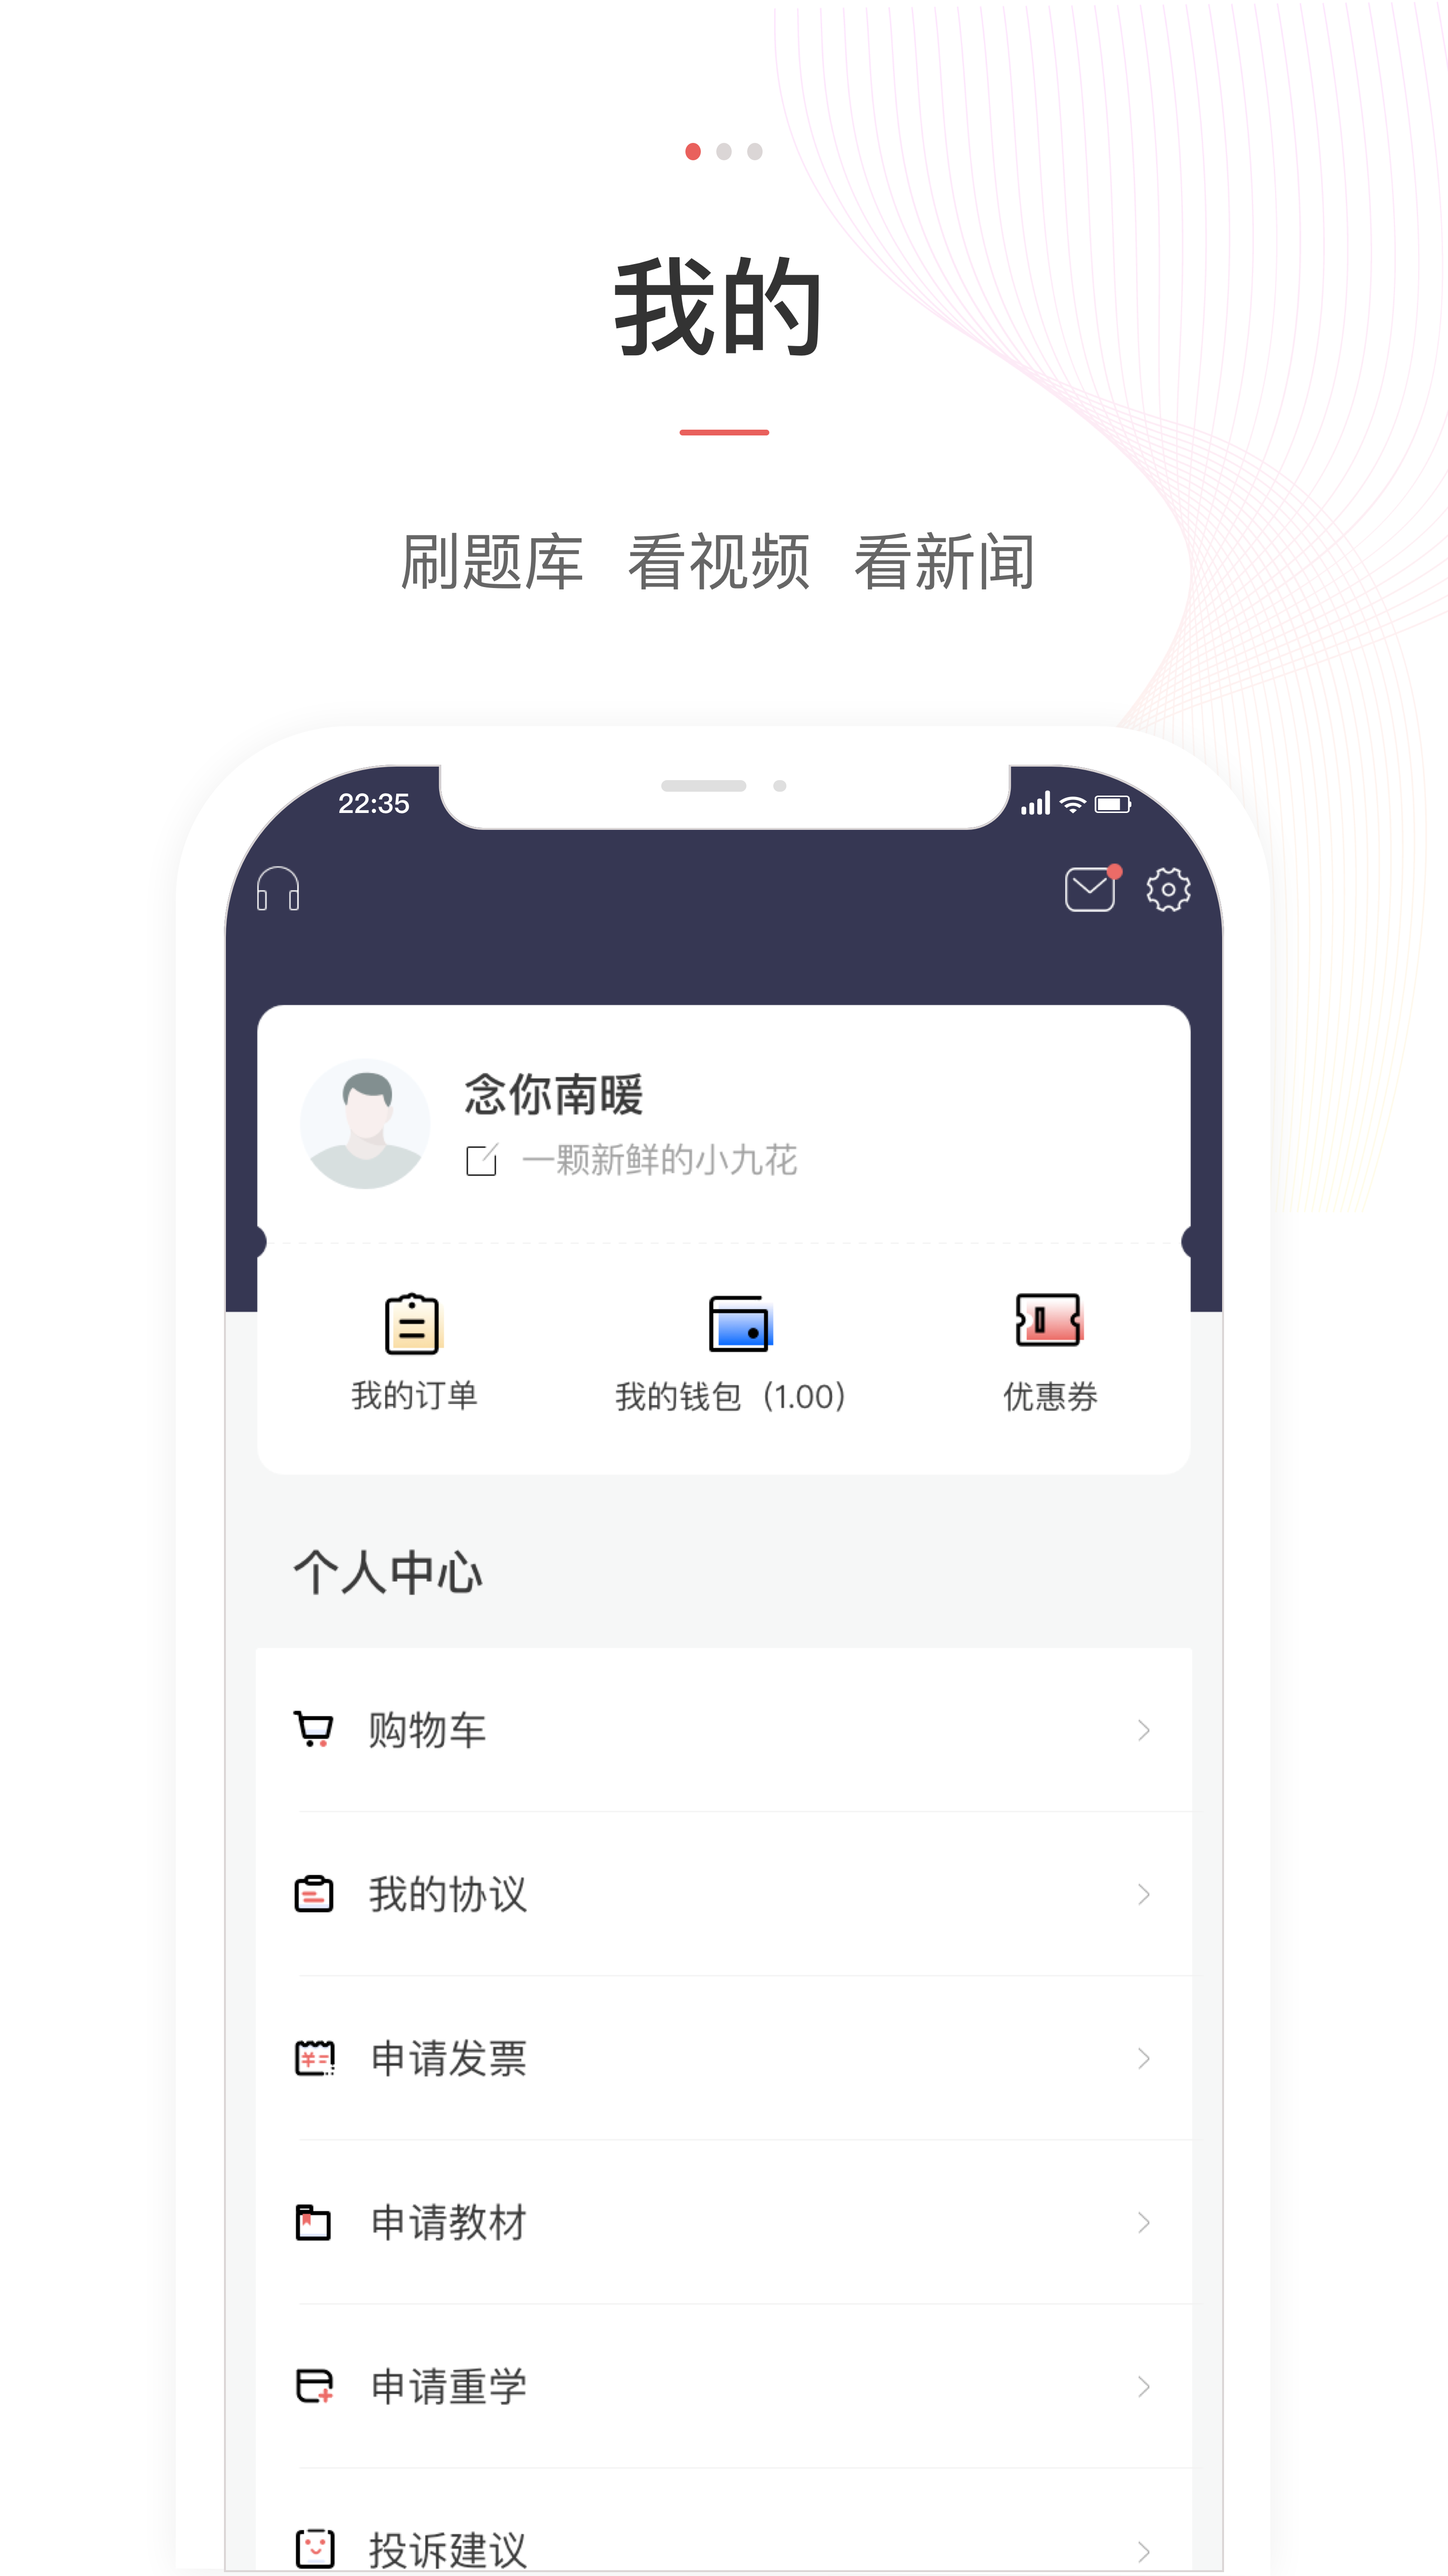 我的
刷题库 看视频 看新闻
22:35
念你南暖
一颗新鲜的小九花
我的订单 我的钱包（1.00） 优惠券
个人中心
购物车
我的协议
申请发票
申请教材
申请重学
投诉建议